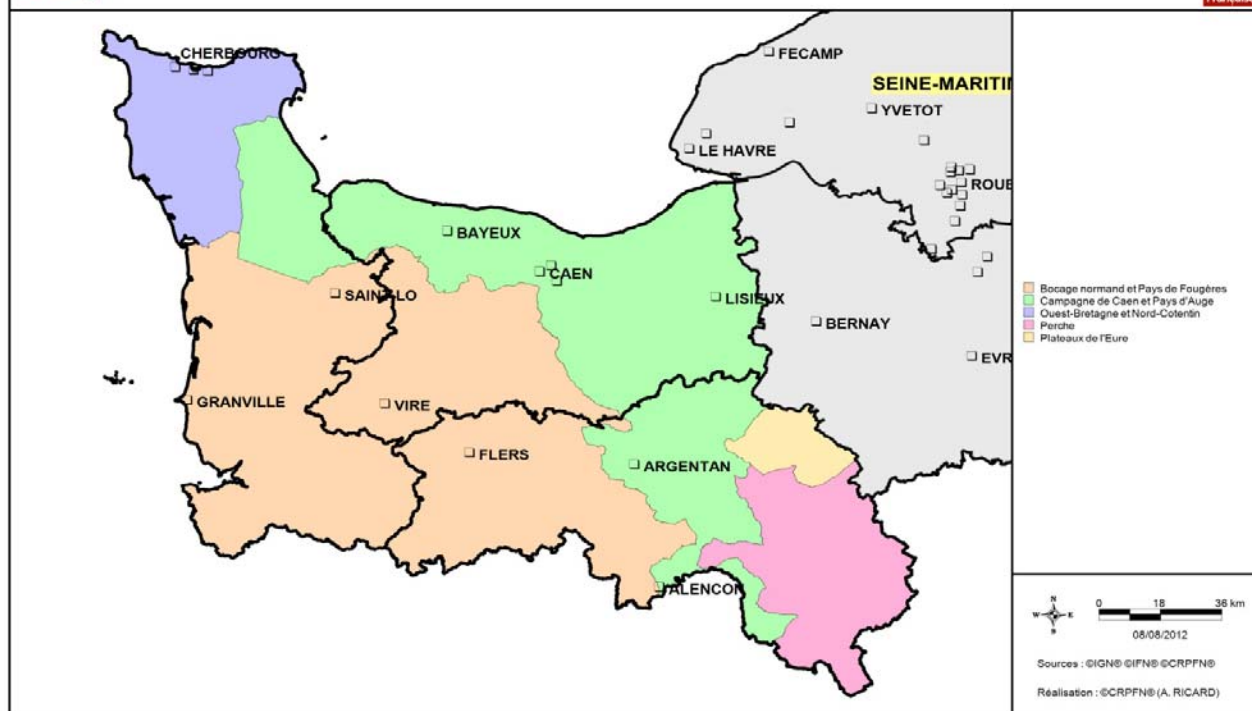 Française
CHERBOURG
FECAMP
SEINE-MARITIM
YVETOT
LE HAVRE
ROUE
BAYEUX
CAEN
SAINT-LO
LISIEUX
BERNAY
EVR
GRANVILLE
VIRE
FLERS
ARGENTAN
ALENCON
Bocage normand et Pays de Fougères
Campagne de Caen et Pays d'Auge
Ouest-Bretagne et Nord-Cotentin
Perche
Plateaux de l'Eure
N
W E
S
0 18 36 km
08/08/2012
Sources : ©IGN® ©IFN® ©CRPFN®
Réalisation : ©CRPFN® (A. RICARD)